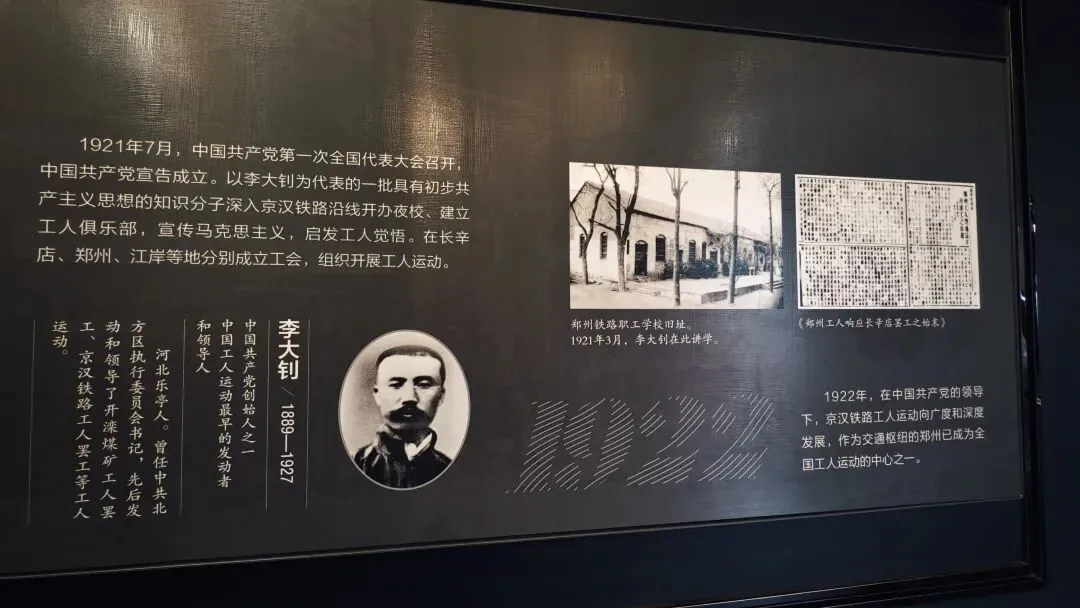 1921年7月，中国共产党第一次全国代表大会召开，
中国共产党宣告成立。以李大钊为代表的一批具有初步共
产主义思想的知识分子深入京汉铁路沿线开办夜校、建立
工人俱乐部，宣传马克思主义，启发工人觉悟。在长辛
店、郑州、江岸等地分别成立工会，组织开展工人运动。
李大钊 / 1889—1927
中国共产党创始人之一
中国工人运动最早的发动者
和领导人
河北乐亭人。曾任中共北
方区执行委员会书记，先后发
动和领导了开滦煤矿工人罢
工、京汉铁路工人罢工等工人
运动。
郑州铁路职工学校旧址。
1921年3月，李大钊在此讲学。
《郑州工人响应长辛店罢工之始末》
1922
1922年，在中国共产党的领导
下，京汉铁路工人运动向广度和深度
发展，作为交通枢纽的郑州已成为全
国工人运动的中心之一。